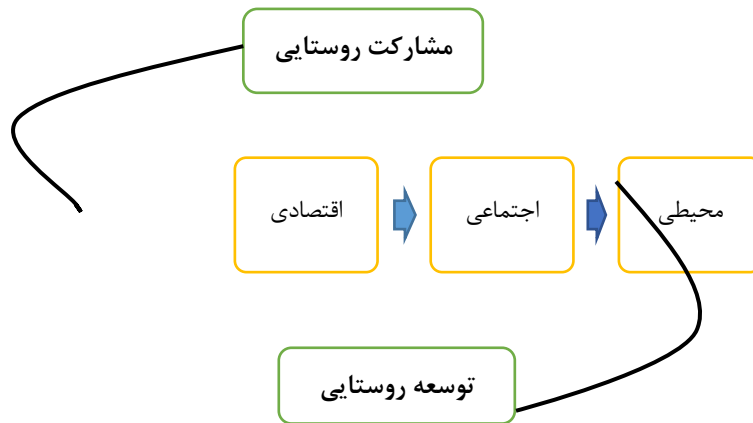 مشارکت روستایی
اقتصادی
اجتماعی
محیطی
توسعه روستایی